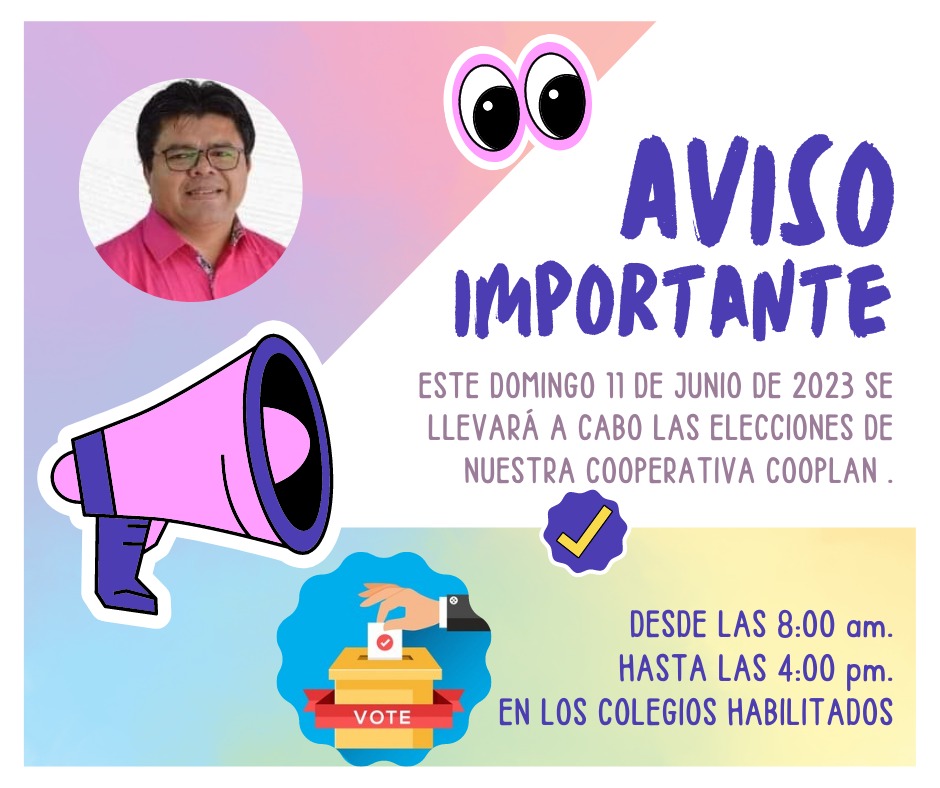 AVISO
IMPORTANTE
ESTE DOMINGO 11 DE JUNIO DE 2023 SE
LLEVARÁ A CABO LAS ELECCIONES DE
NUESTRA COOPERATIVA COOPLAN .
DESDE LAS 8:00 am.
HASTA LAS 4:00 pm.
EN LOS COLEGIOS HABILITADOS
VOTE